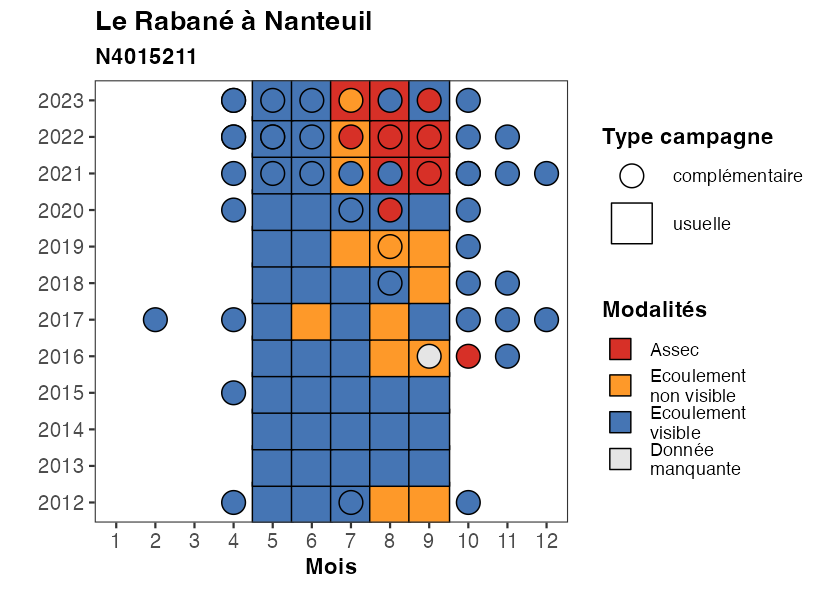 Le Rabané à Nanteuil
N4015211
2023
2022
2021
2020
2019
2018
2017
2016
2015
2014
2013
2012
1 2 3 4 5 6 7 8 9 10 11 12
Mois
Type campagne
complémentaire
usuelle
Modalités
Assec
Ecoulement
non visible
Ecoulement
visible
Donnée
manquante